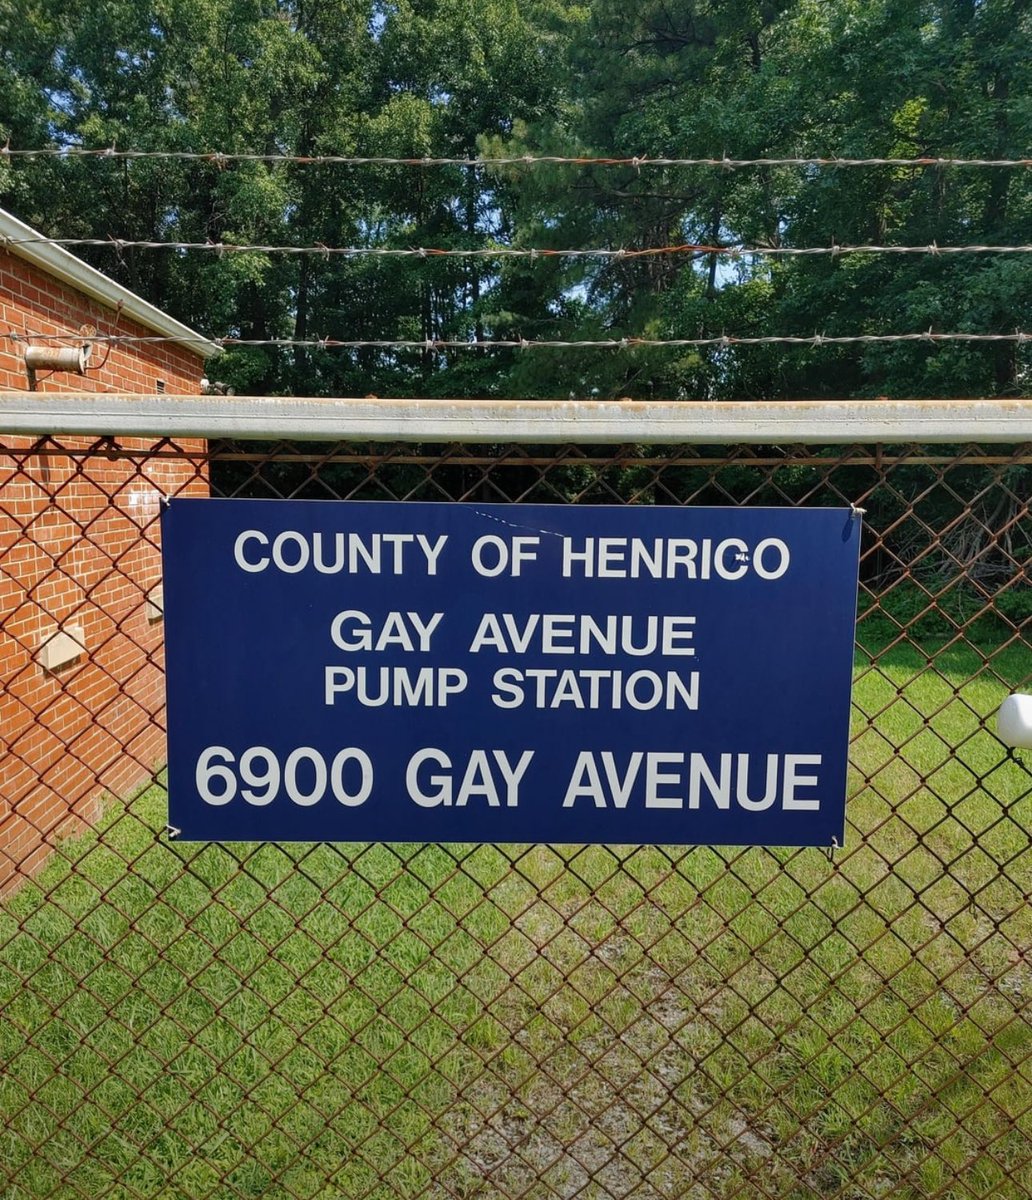 COUNTY OF HENRICO
GAY AVENUE
PUMP STATION
6900 GAY AVENUE